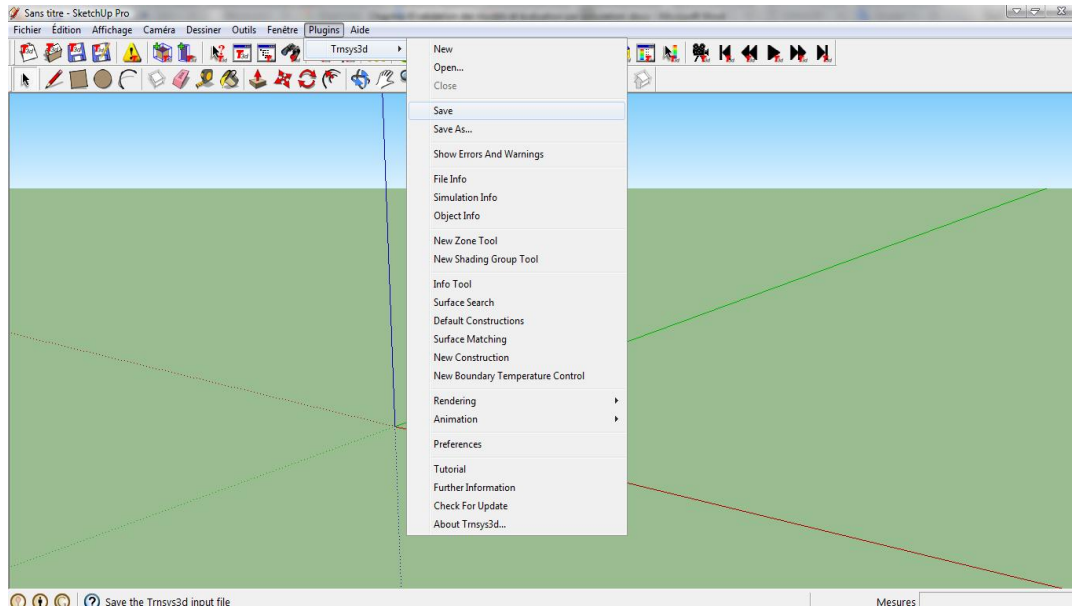 Sans titre - SketchUp Pro
Fichier Édition Affichage Caméra Dessiner Outils Fenêtre Plugins Aide
Trnsys3d
New
Open...
Close
Save
Save As...
Show Errors And Warnings
File Info
Simulation Info
Object Info
New Zone Tool
New Shading Group Tool
Info Tool
Surface Search
Default Constructions
Surface Matching
New Construction
New Boundary Temperature Control
Rendering
Animation
Preferences
Tutorial
Further Information
Check For Update
About Trnsys3d...
Save the Trnsys3d input file
Mesures